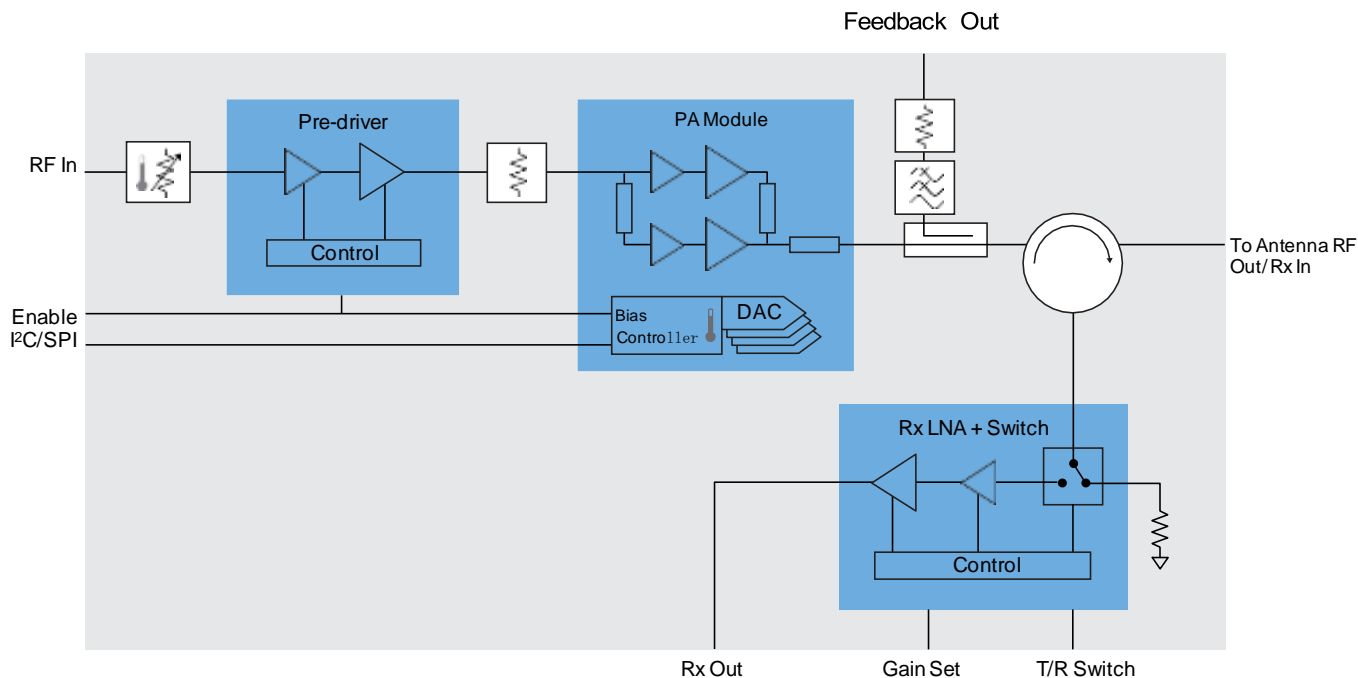 Feedback Out
Pre-driver
PA Module
RF In
Control
To Antenna RF
Out/Rx In
Enable
I²C/SPI
Bias
Controller
DAC
Rx LNA + Switch
Control
Rx Out
Gain Set
T/R Switch